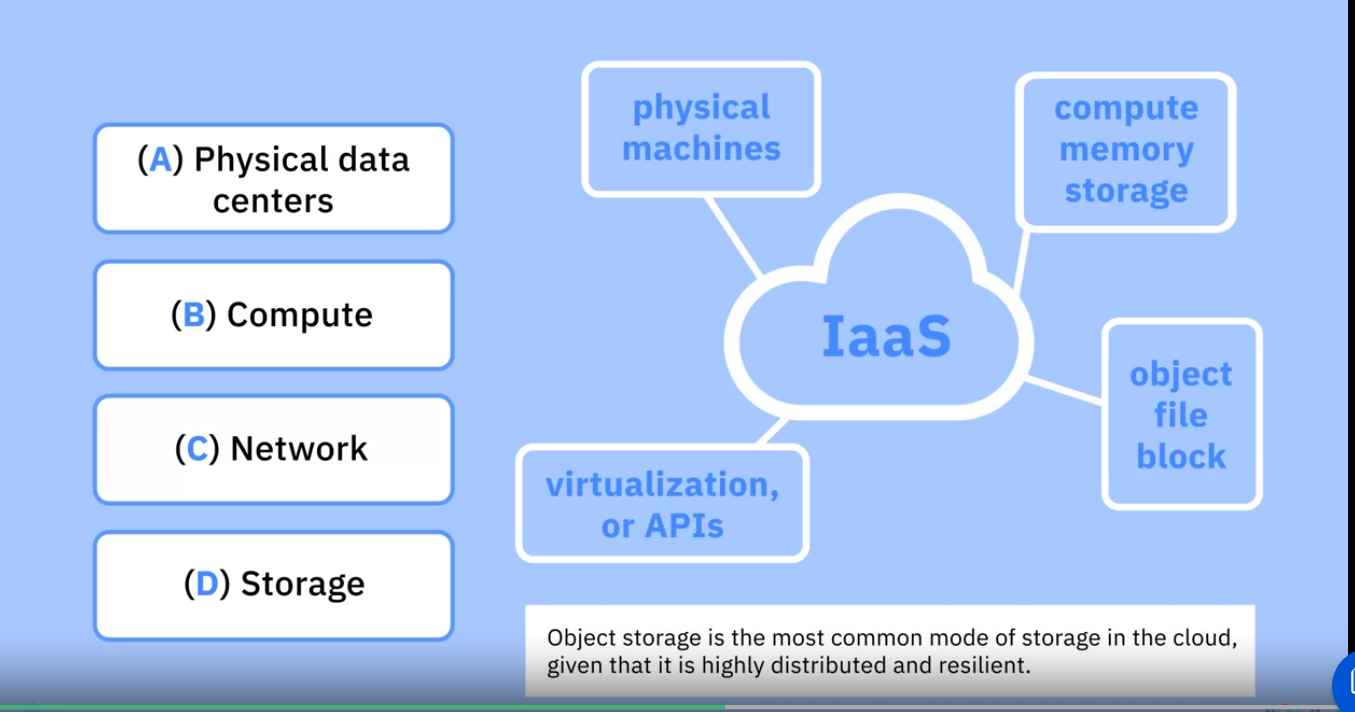 (A) Physical data
centers
(B) Compute
(C) Network
(D) Storage
physical
machines
compute
memory
storage
IaaS
object
file
block
virtualization,
or APIs
Object storage is the most common mode of storage in the cloud,
given that it is highly distributed and resilient.